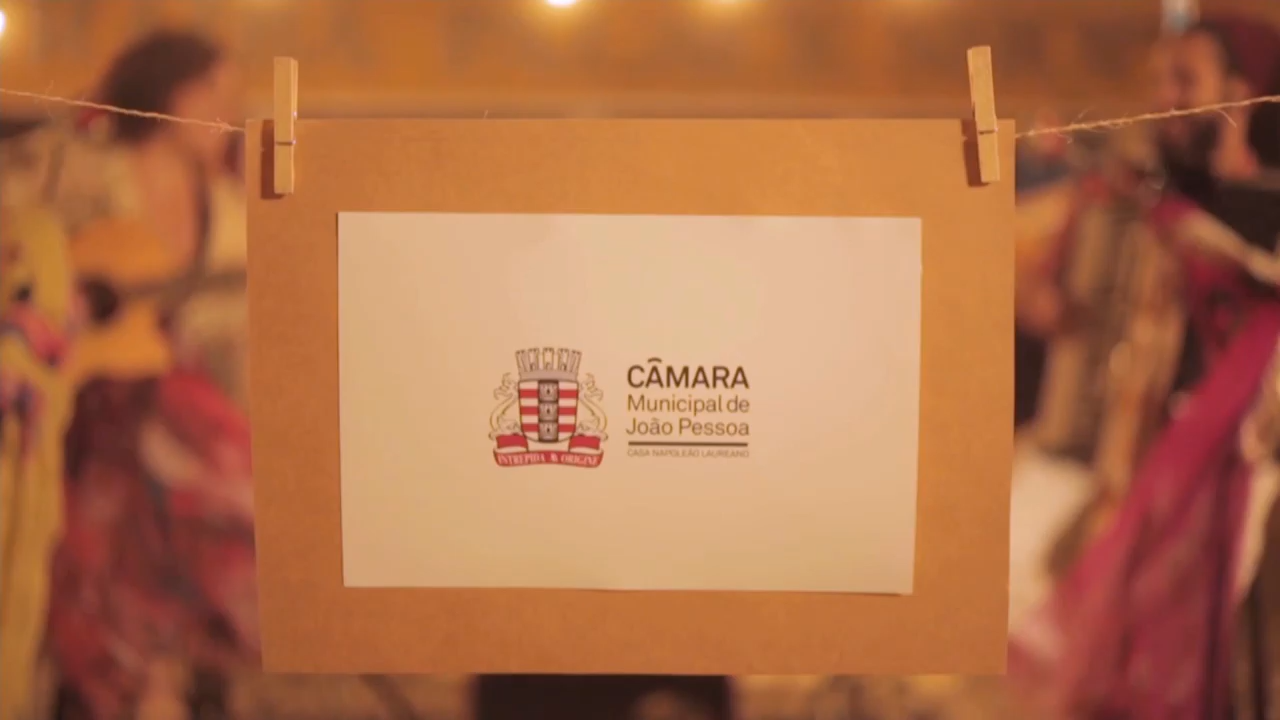 CÂMARA
Municipal de
João Pessoa
CASA NAPOLEÃO LAUREANO
INTREPIDA & ORIGINE